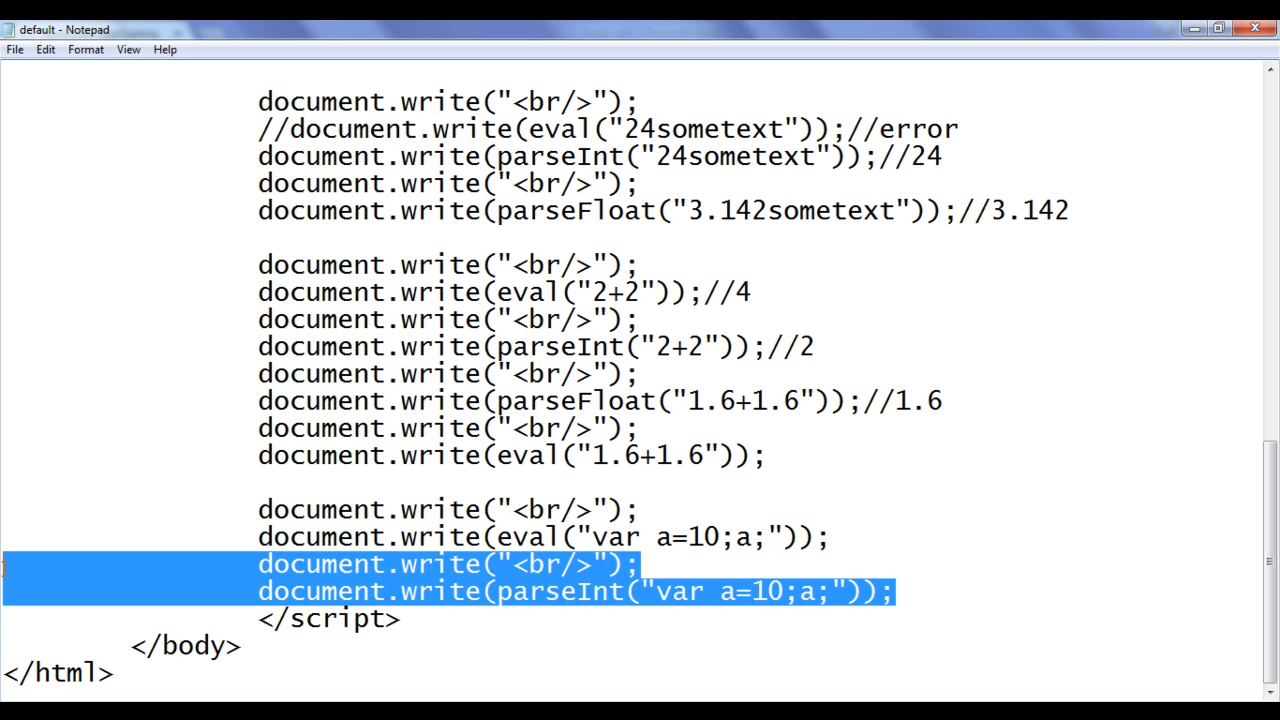 default - Notepad
File Edit Format View Help
document.write("<br/>");
//document.write(eval("24sometext"));//error
document.write(parseInt("24sometext"));//24
document.write("<br/>");
document.write(parseFloat("3.142sometext"));//3.142
document.write("<br/>");
document.write(eval("2+2"));//4
document.write("<br/>");
document.write(parseInt("2+2"));//2
document.write("<br/>");
document.write(parseFloat("1.6+1.6"));//1.6
document.write("<br/>");
document.write(eval("1.6+1.6"));
document.write("<br/>");
document.write(eval("var a=10;a;"));
document.write("<br/>");
document.write(parseInt("var a=10;a;"));
</script>
</body>
</html>